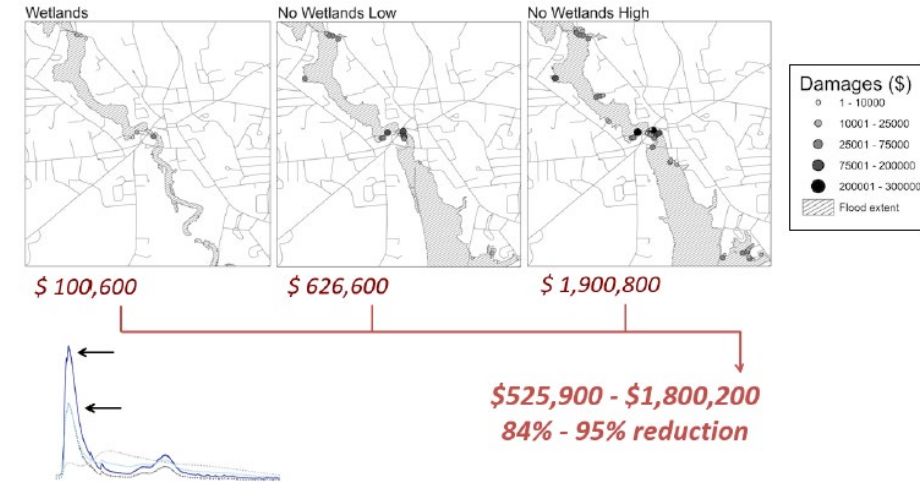 Wetlands
No Wetlands Low
No Wetlands High
Damages ($)
1 - 10000
10001 - 25000
25001 - 75000
75001 - 200000
200001 - 300000
Flood extent
$ 100,600
$ 626,600
$ 1,900,800
$525,900 - $1,800,200
84% - 95% reduction